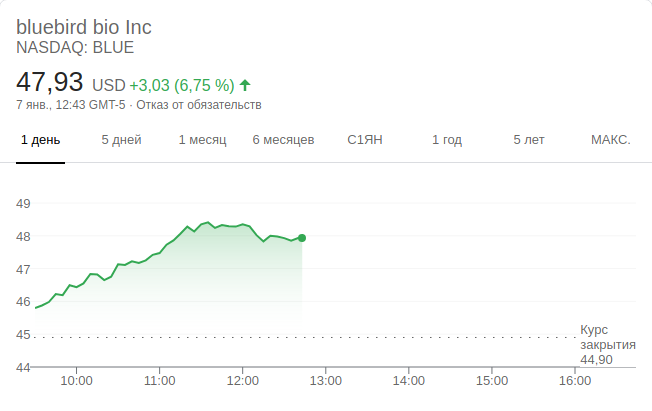 bluebird bio Inc
NASDAQ: BLUE
47,93 USD +3,03 (6,75 %)
7 янв., 12:43 GMT-5 · Отказ от обязательств
1 день 5 дней 1 месяц 6 месяцев С1ЯН 1 год 5 лет МАКС.
49
48
47
46
45
Курс
закрытия
44,90
44
10:00 11:00 12:00 13:00 14:00 15:00 16:00